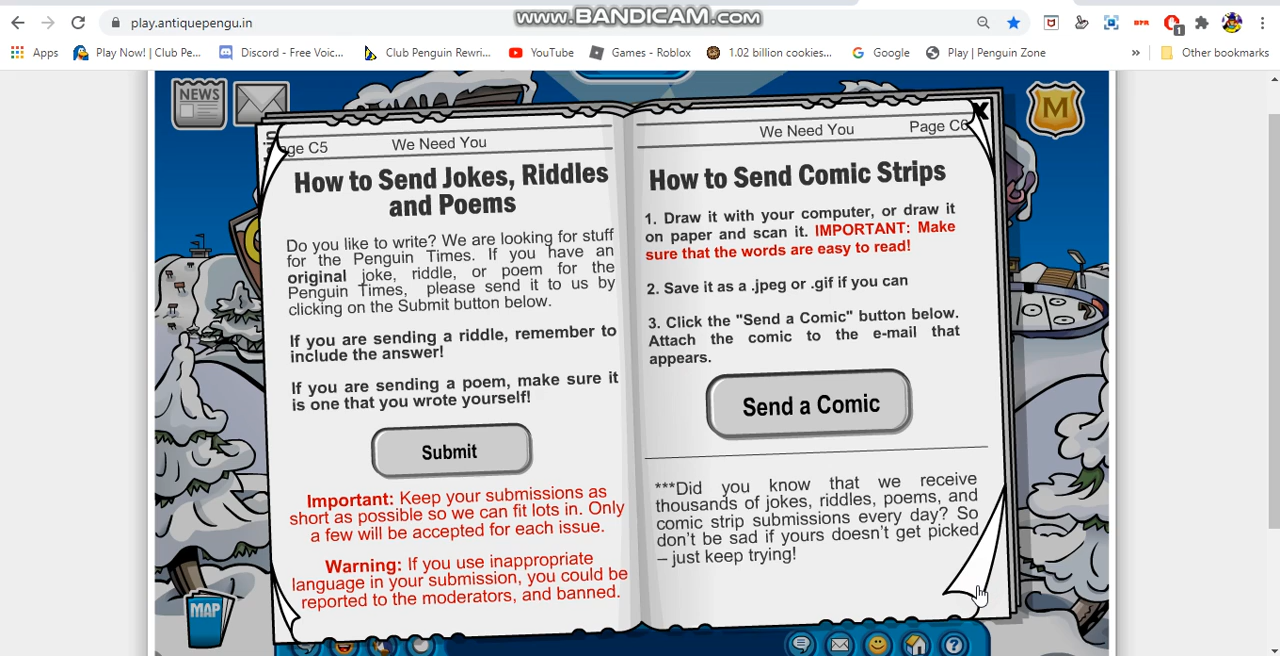 www.BANDICAM.com
play.antiquepengu.in
1
Apps
Play Now! | Club Pe...
Discord - Free Voic...
Club Penguin Rewri...
YouTube
Games - Roblox
1.02 billion cookies...
Google
Play | Penguin Zone
»
Other bookmarks
NEWS
M
age C5
We Need You
We Need You
Page C6
X
How to Send Jokes, Riddles
and Poems
Do you like to write? We are looking for stuff
for the Penguin Times. If you have an
original joke, riddle, or poem for the
Penguin Times, please send it to us by
clicking on the Submit button below.
If you are sending a riddle, remember to
include the answer!
If you are sending a poem, make sure it
is one that you wrote yourself!
Submit
Important: Keep your submissions as
short as possible so we can fit lots in. Only
a few will be accepted for each issue.
Warning: If you use inappropriate
language in your submission, you could be
reported to the moderators, and banned.
How to Send Comic Strips
1. Draw it with your computer, or draw it
on paper and scan it. IMPORTANT: Make
sure that the words are easy to read!
2. Save it as a .jpeg or .gif if you can
3. Click the "Send a Comic" button below.
Attach the comic to the e-mail that
appears.
Send a Comic
***Did you know that we receive
thousands of jokes, riddles, poems, and
comic strip submissions every day? So
don't be sad if yours doesn't get picked
– just keep trying!
MAP
?